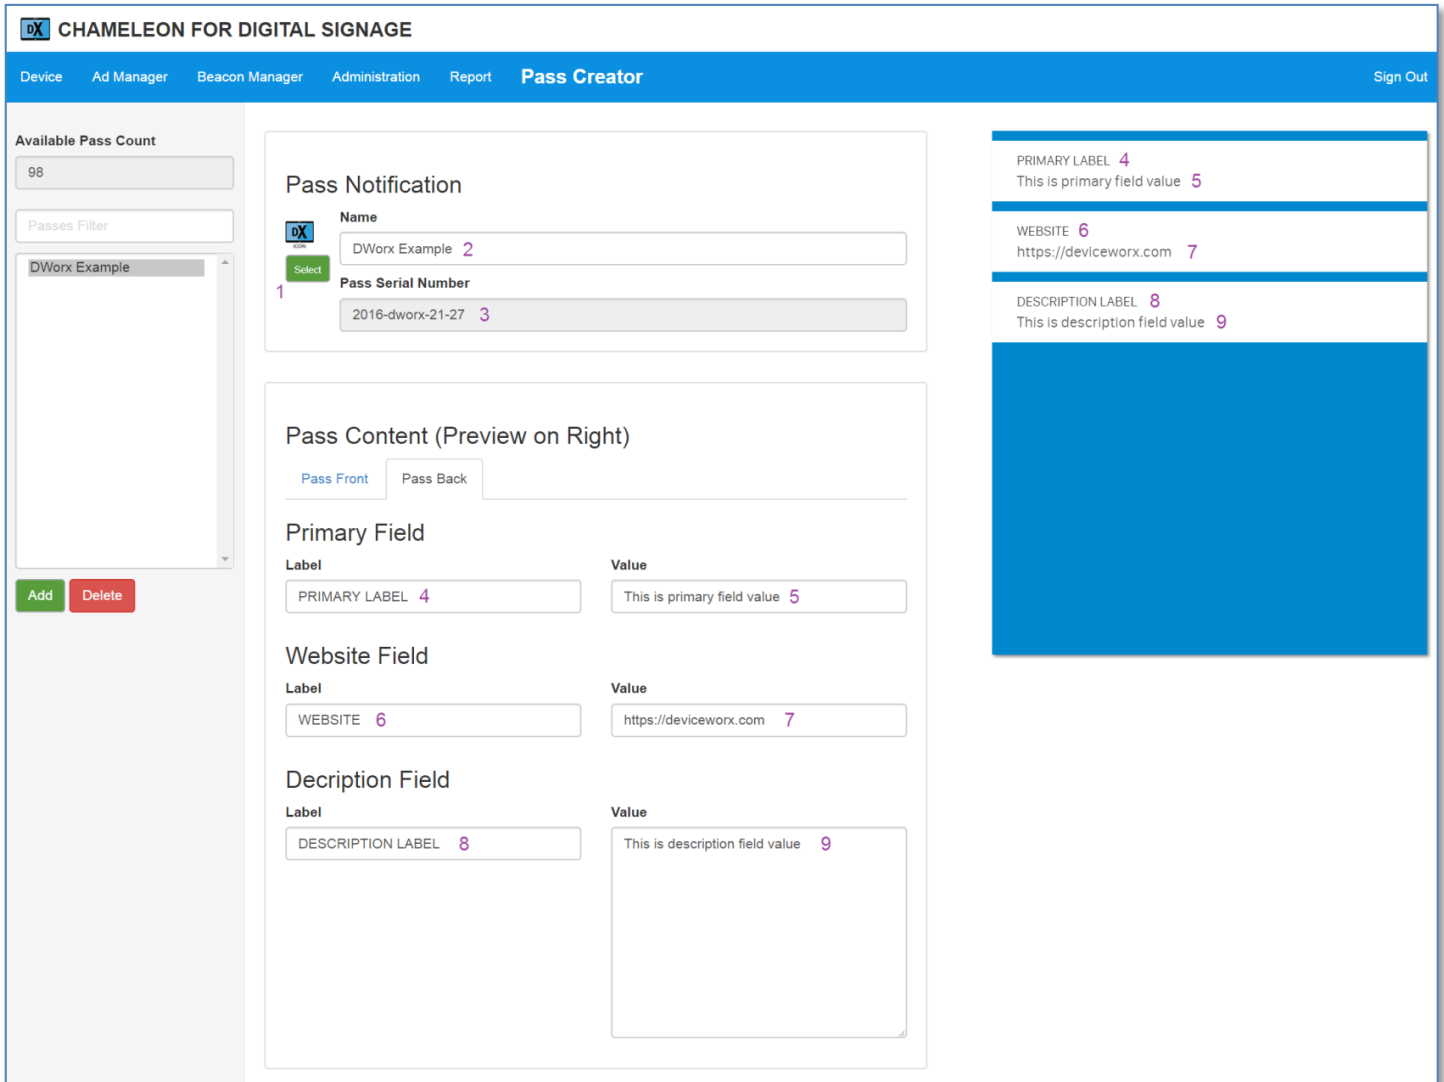 DX CHAMELEON FOR DIGITAL SIGNAGE
Device Ad Manager Beacon Manager Administration Report Pass Creator Sign Out
Available Pass Count
98
Passes Filter
DWorx Example
Add Delete
Pass Notification
DX
ICON
Select
1
Name
DWorx Example 2
Pass Serial Number
2016-dworx-21-27 3
Pass Content (Preview on Right)
Pass Front Pass Back
Primary Field
Label Value
PRIMARY LABEL 4 This is primary field value 5
Website Field
Label Value
WEBSITE 6 https://deviceworx.com 7
Decription Field
Label Value
DESCRIPTION LABEL 8 This is description field value 9
PRIMARY LABEL 4
This is primary field value 5
WEBSITE 6
https://deviceworx.com 7
DESCRIPTION LABEL 8
This is description field value 9